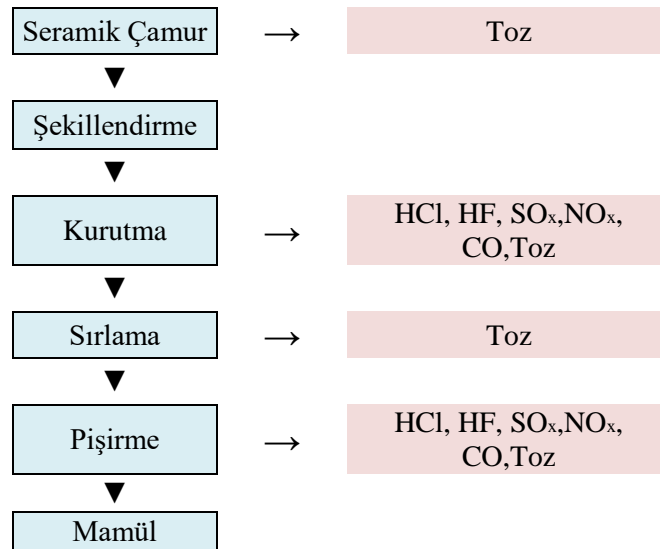 Seramik Çamur → Toz
▼
Şekillendirme
▼
Kurutma → HCl, HF, SOₓ,NOₓ,
CO,Toz
▼
Sırlama → Toz
▼
Pişirme → HCl, HF, SOₓ,NOₓ,
CO,Toz
▼
Mamül